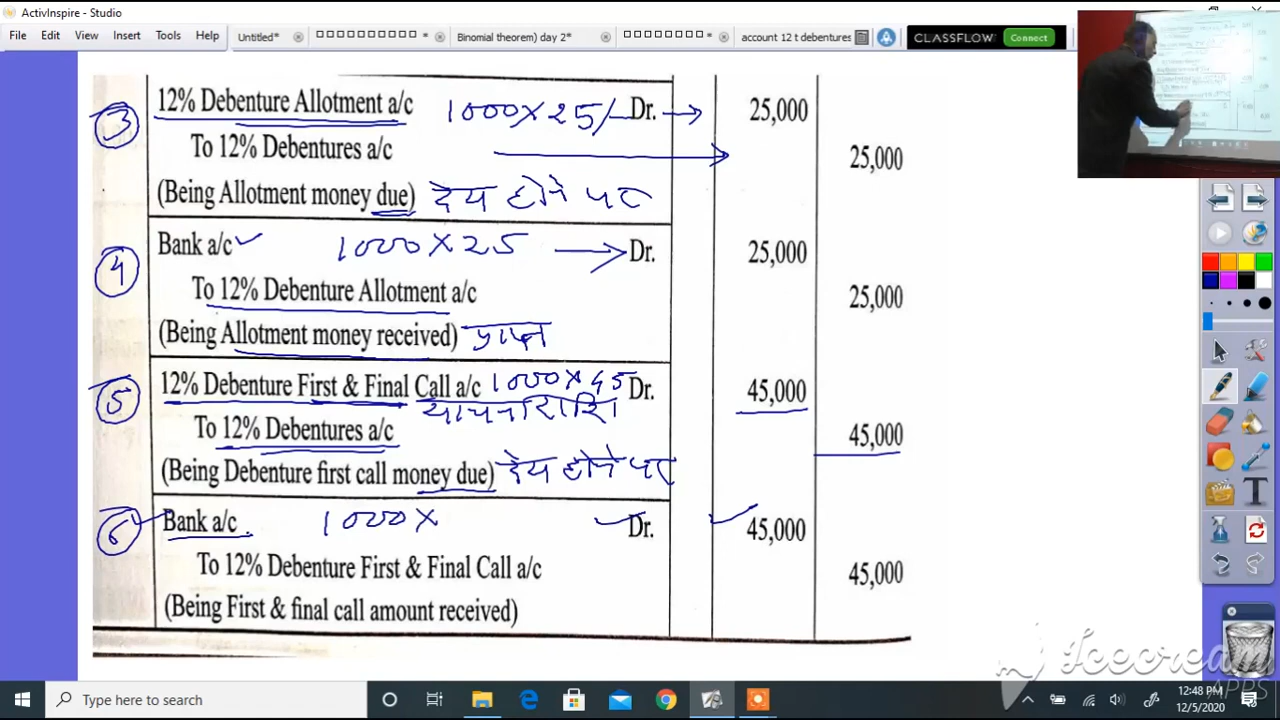 ActivInspire - Studio
File Edit View Insert Tools Help Untitled* Binomial theorem) day 2* account 12 t debentures CLASSFLOW Connect
3 12% Debenture Allotment a/c 1000×25/- Dr. 25,000
To 12% Debentures a/c 25,000
(Being Allotment money due) देय होने पर
4 Bank a/c 1000×25 Dr. 25,000
To 12% Debenture Allotment a/c 25,000
(Being Allotment money received) प्राप्त
5 12% Debenture First & Final Call a/c 1000×45 Dr. 45,000
याचना राशि
To 12% Debentures a/c 45,000
(Being Debenture first call money due) देय होने पर
6 Bank a/c 1000× Dr. 45,000
To 12% Debenture First & Final Call a/c 45,000
(Being First & final call amount received)
Icecream
APPS
Type here to search
12:48 PM
12/5/2020